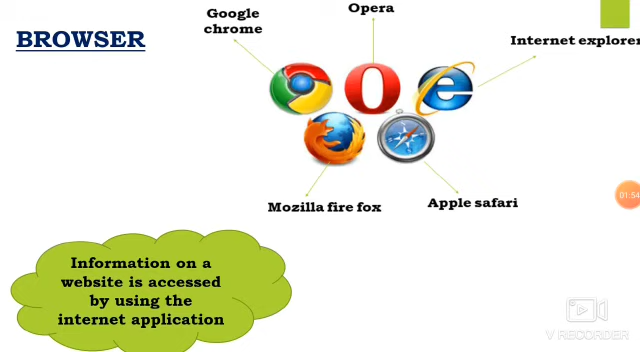 BROWSER
Google
chrome
Opera
Internet explorer
Mozilla fire fox
Apple safari
01:54
Information on a
website is accessed
by using the
internet application
V RECORDER